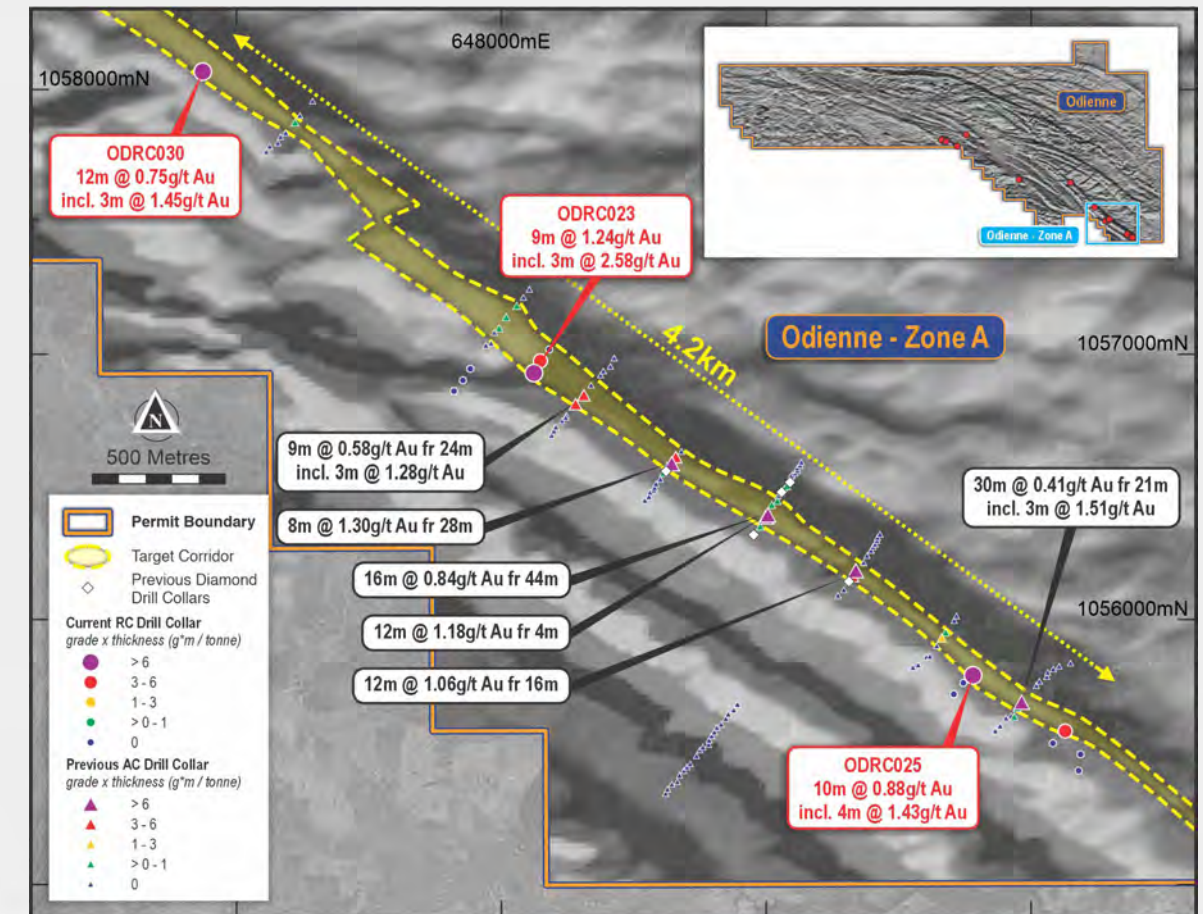 648000mE
1058000mN
Odienne
Odienne - Zone A
ODRC030
12m @ 0.75g/t Au
incl. 3m @ 1.45g/t Au
ODRC023
9m @ 1.24g/t Au
incl. 3m @ 2.58g/t Au
4.2km
Odienne - Zone A
1057000mN
N
500 Metres
9m @ 0.58g/t Au fr 24m
incl. 3m @ 1.28g/t Au
8m @ 1.30g/t Au fr 28m
16m @ 0.84g/t Au fr 44m
12m @ 1.18g/t Au fr 4m
12m @ 1.06g/t Au fr 16m
30m @ 0.41g/t Au fr 21m
incl. 3m @ 1.51g/t Au
1056000mN
ODRC025
10m @ 0.88g/t Au
incl. 4m @ 1.43g/t Au
Permit Boundary
Target Corridor
Previous Diamond
Drill Collars
Current RC Drill Collar
grade x thickness (g*m / tonne)
> 6
3 - 6
1 - 3
> 0 - 1
0
Previous AC Drill Collar
grade x thickness (g*m / tonne)
> 6
3 - 6
1 - 3
> 0 - 1
0